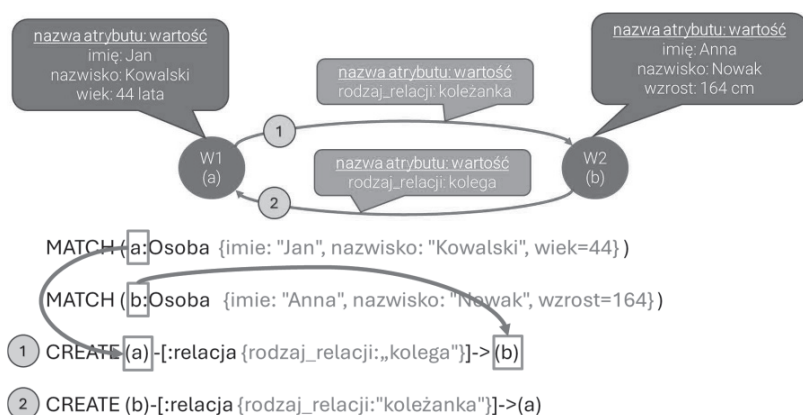 nazwa atrybutu: wartość
imię: Jan
nazwisko: Kowalski
wiek: 44 lata
nazwa atrybutu: wartość
imię: Anna
nazwisko: Nowak
wzrost: 164 cm
nazwa atrybutu: wartość
rodzaj_relacji: koleżanka
1
W1
(a)
W2
(b)
nazwa atrybutu: wartość
rodzaj_relacji: kolega
2
MATCH (a:Osoba {imie: "Jan", nazwisko: "Kowalski", wiek=44} )
MATCH (b:Osoba {imie: "Anna", nazwisko: "Nowak", wzrost=164} )
1 CREATE (a)-[:relacja {rodzaj_relacji:„kolega"}]-> (b)
2 CREATE (b)-[:relacja {rodzaj_relacji:"koleżanka"}]->(a)